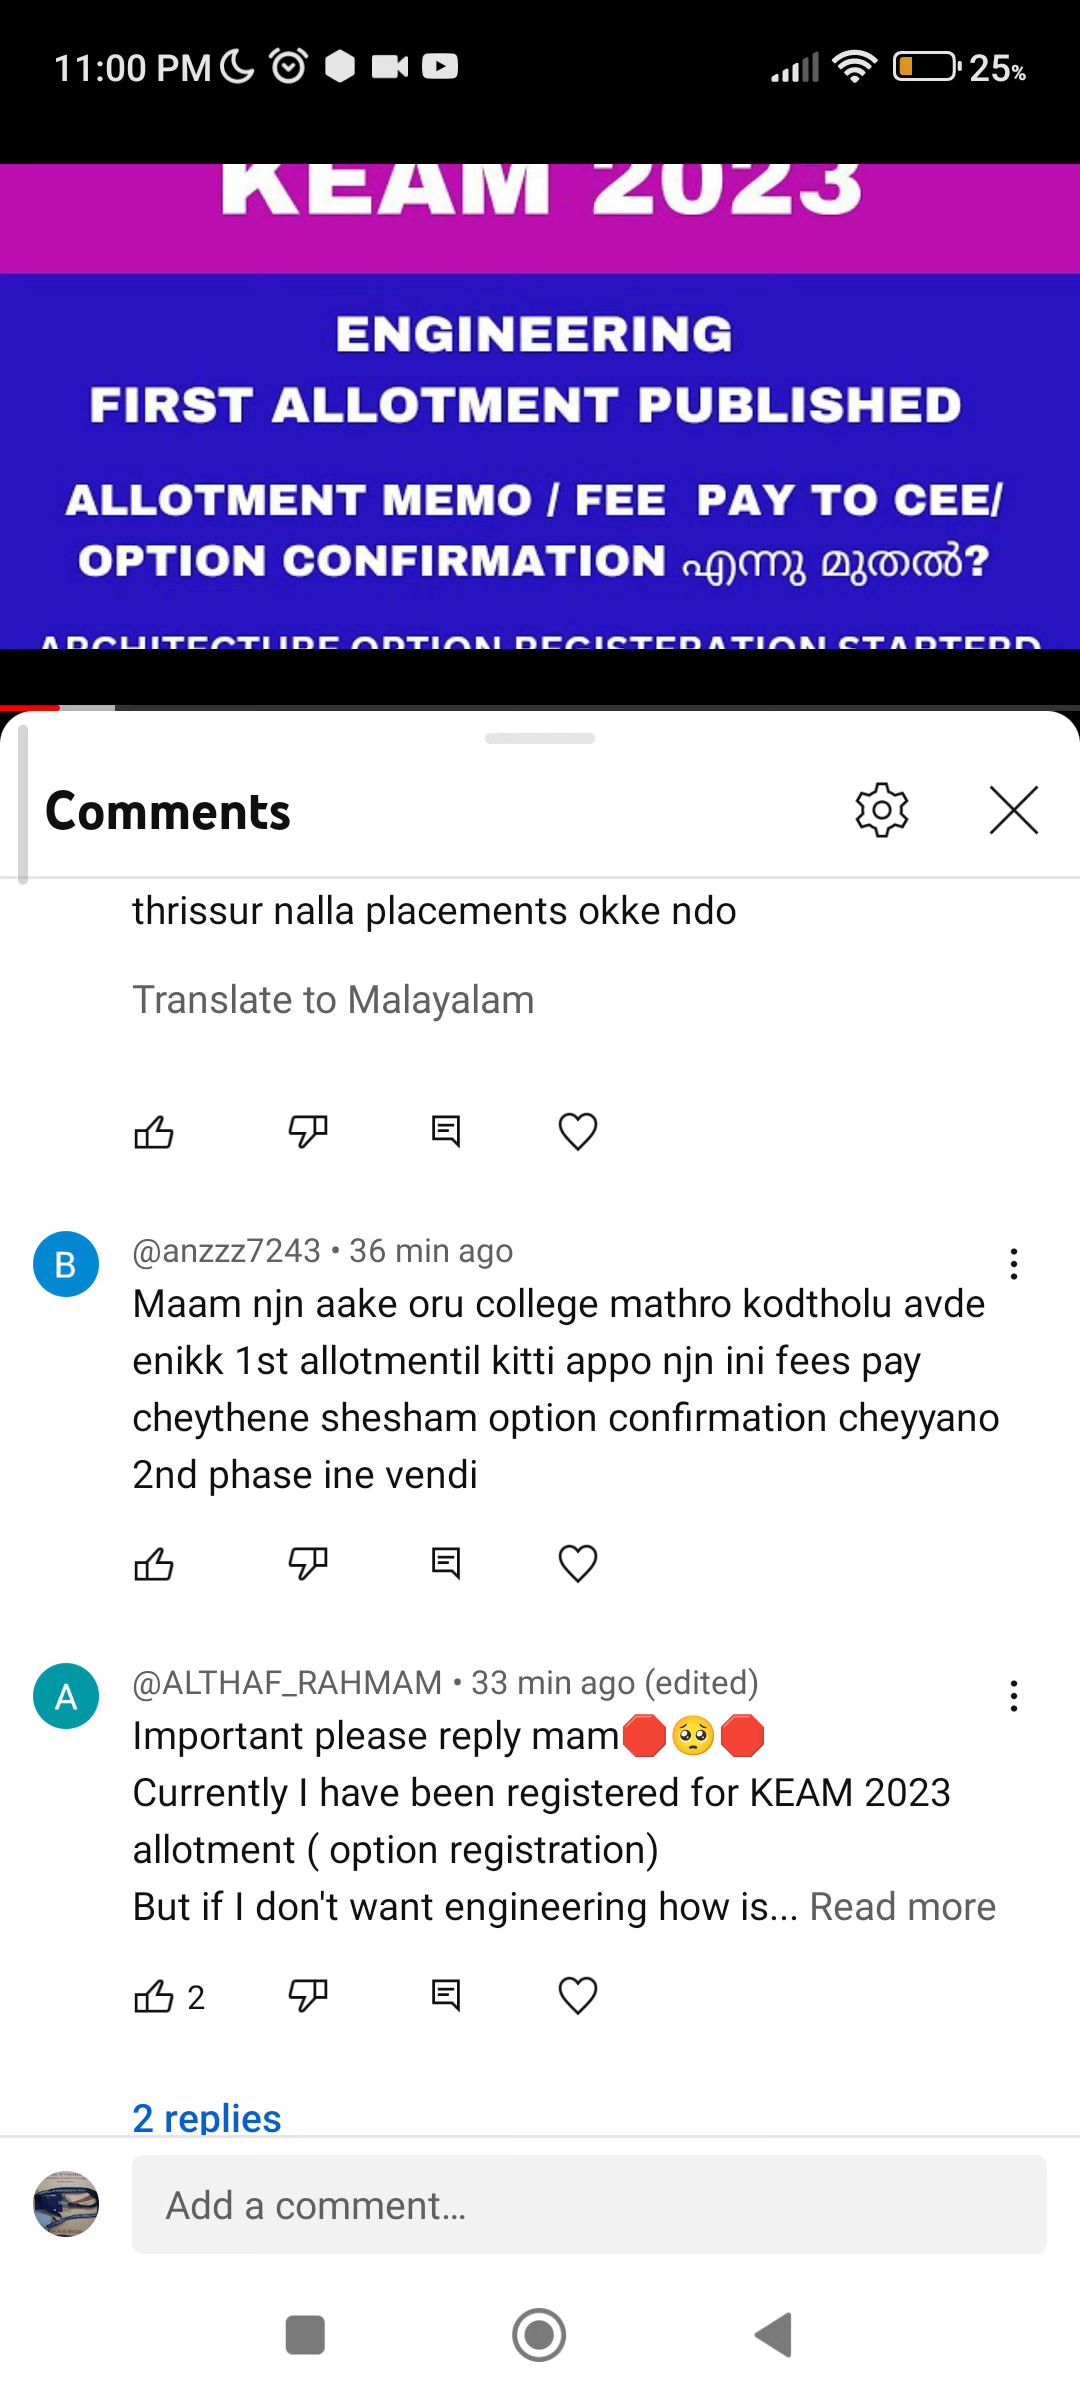 11:00 PM
25%
KEAM 2023
ENGINEERING
FIRST ALLOTMENT PUBLISHED
ALLOTMENT MEMO / FEE PAY TO CEE/
OPTION CONFIRMATION എന്നു മുതൽ?
ARCHITECTURE OPTION REGISTERATION STARTERD
Comments
thrissur nalla placements okke ndo
Translate to Malayalam
B
@anzzz7243 • 36 min ago
Maam njn aake oru college mathro kodtholu avde
enikk 1st allotmentil kitti appo njn ini fees pay
cheythene shesham option confirmation cheyyano
2nd phase ine vendi
A
@ALTHAF_RAHMAM • 33 min ago (edited)
Important please reply mam🛑🥺🛑
Currently I have been registered for KEAM 2023
allotment ( option registration)
But if I don't want engineering how is... Read more
2
2 replies
Add a comment...